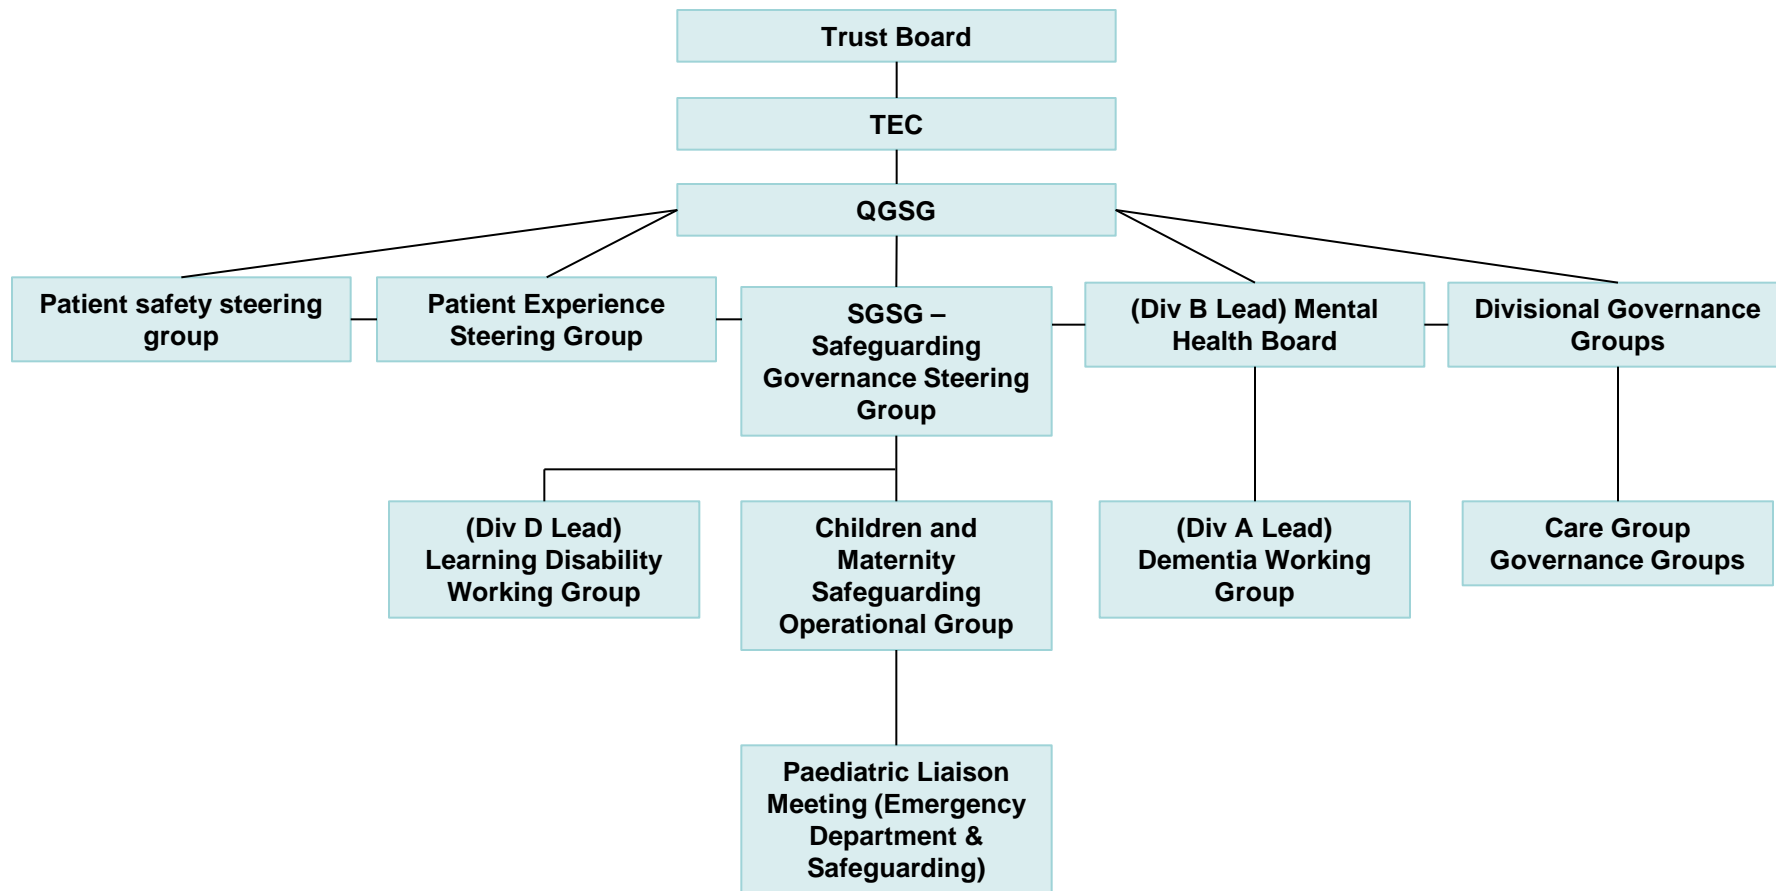 Trust Board
TEC
QGSG
Patient safety steering
group
Patient Experience
Steering Group
SGSG –
Safeguarding
Governance Steering
Group
(Div B Lead) Mental
Health Board
Divisional Governance
Groups
(Div D Lead)
Learning Disability
Working Group
Children and
Maternity
Safeguarding
Operational Group
(Div A Lead)
Dementia Working
Group
Care Group
Governance Groups
Paediatric Liaison
Meeting (Emergency
Department &
Safeguarding)